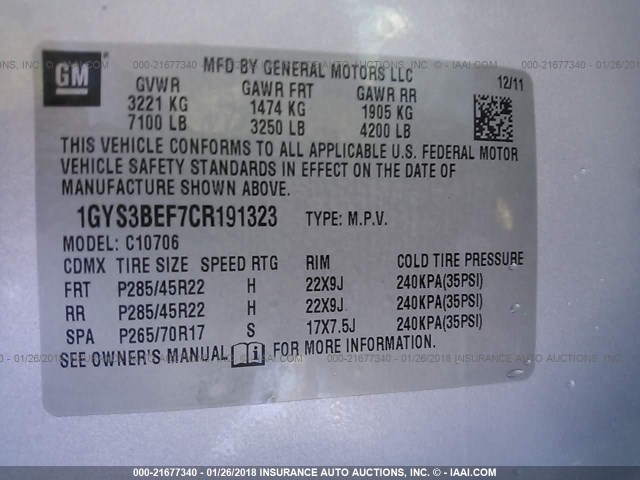 GM
MFD BY GENERAL MOTORS LLC
12/11
GVWR GAWR FRT GAWR RR
3221 KG 1474 KG 1905 KG
7100 LB 3250 LB 4200 LB
THIS VEHICLE CONFORMS TO ALL APPLICABLE U.S. FEDERAL MOTOR
VEHICLE SAFETY STANDARDS IN EFFECT ON THE DATE OF
MANUFACTURE SHOWN ABOVE.
1GYS3BEF7CR191323 TYPE: M.P.V.
MODEL: C10706
CDMX TIRE SIZE SPEED RTG RIM COLD TIRE PRESSURE
FRT P285/45R22 H 22X9J 240KPA(35PSI)
RR P285/45R22 H 22X9J 240KPA(35PSI)
SPA P265/70R17 S 17X7.5J 240KPA(35PSI)
SEE OWNER'S MANUAL i FOR MORE INFORMATION.
000-21677340 - 01/26/2018 INSURANCE AUTO AUCTIONS INC. - © - IAAI.COM